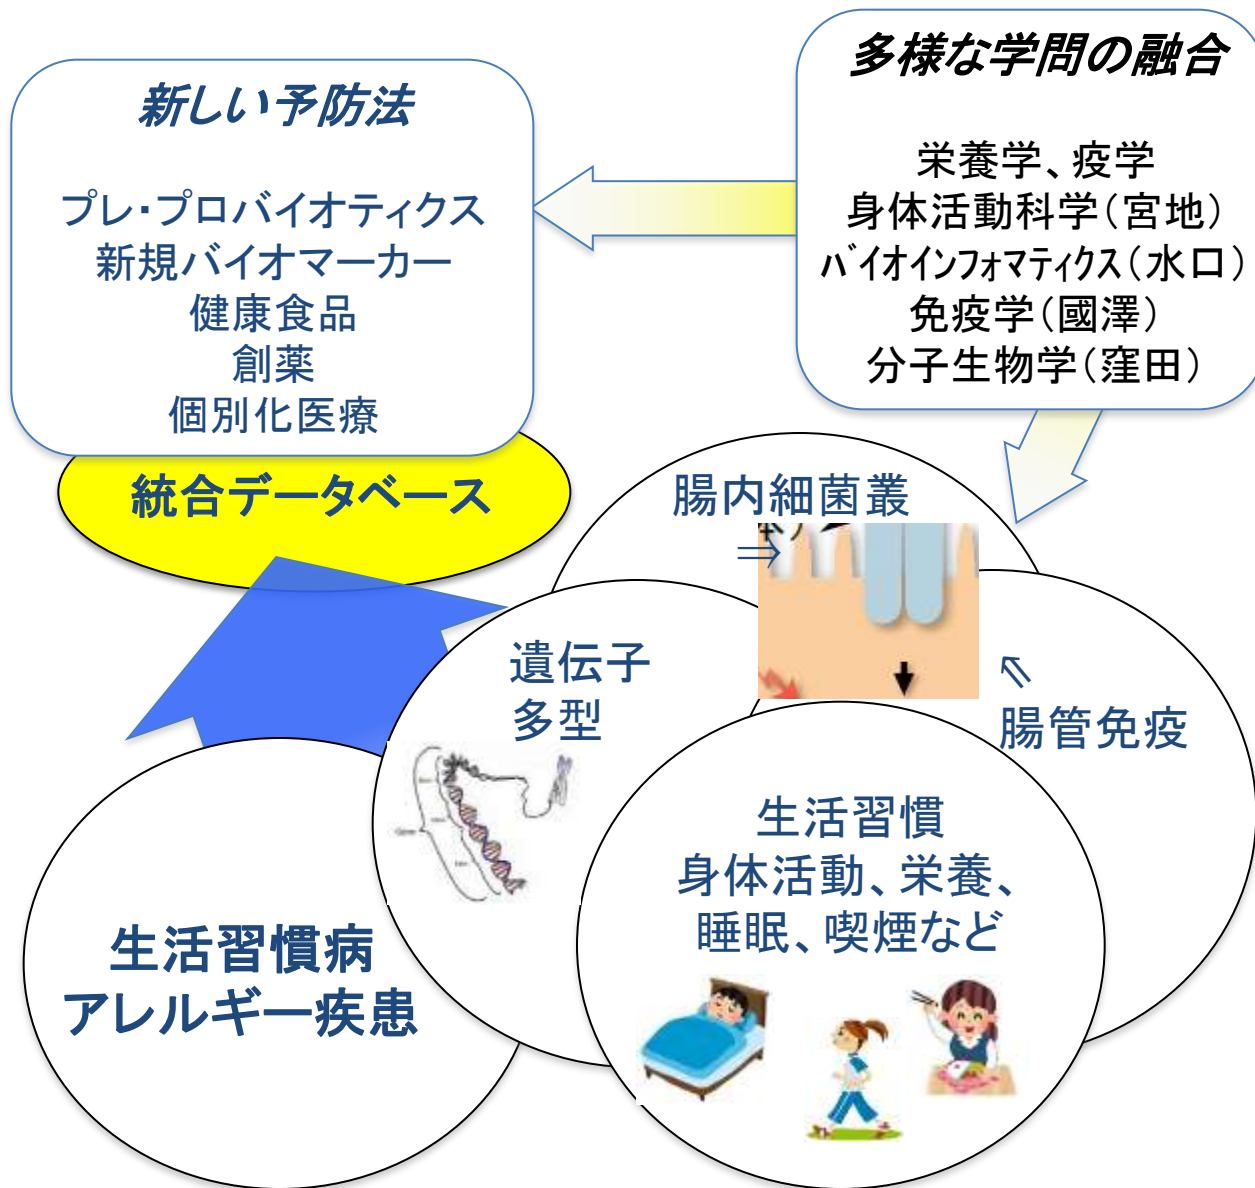 新しい予防法
プレ・プロバイオティクス
新規バイオマーカー
健康食品
創薬
個別化医療
統合データベース
多様な学問の融合
栄養学、疫学
身体活動科学(宮地)
バイオインフォマティクス(水口)
免疫学(國澤)
分子生物学(窪田)
腸内細菌叢
⇒
遺伝子
多型
⇖
腸管免疫
生活習慣
身体活動、栄養、
睡眠、喫煙など
生活習慣病
アレルギー疾患